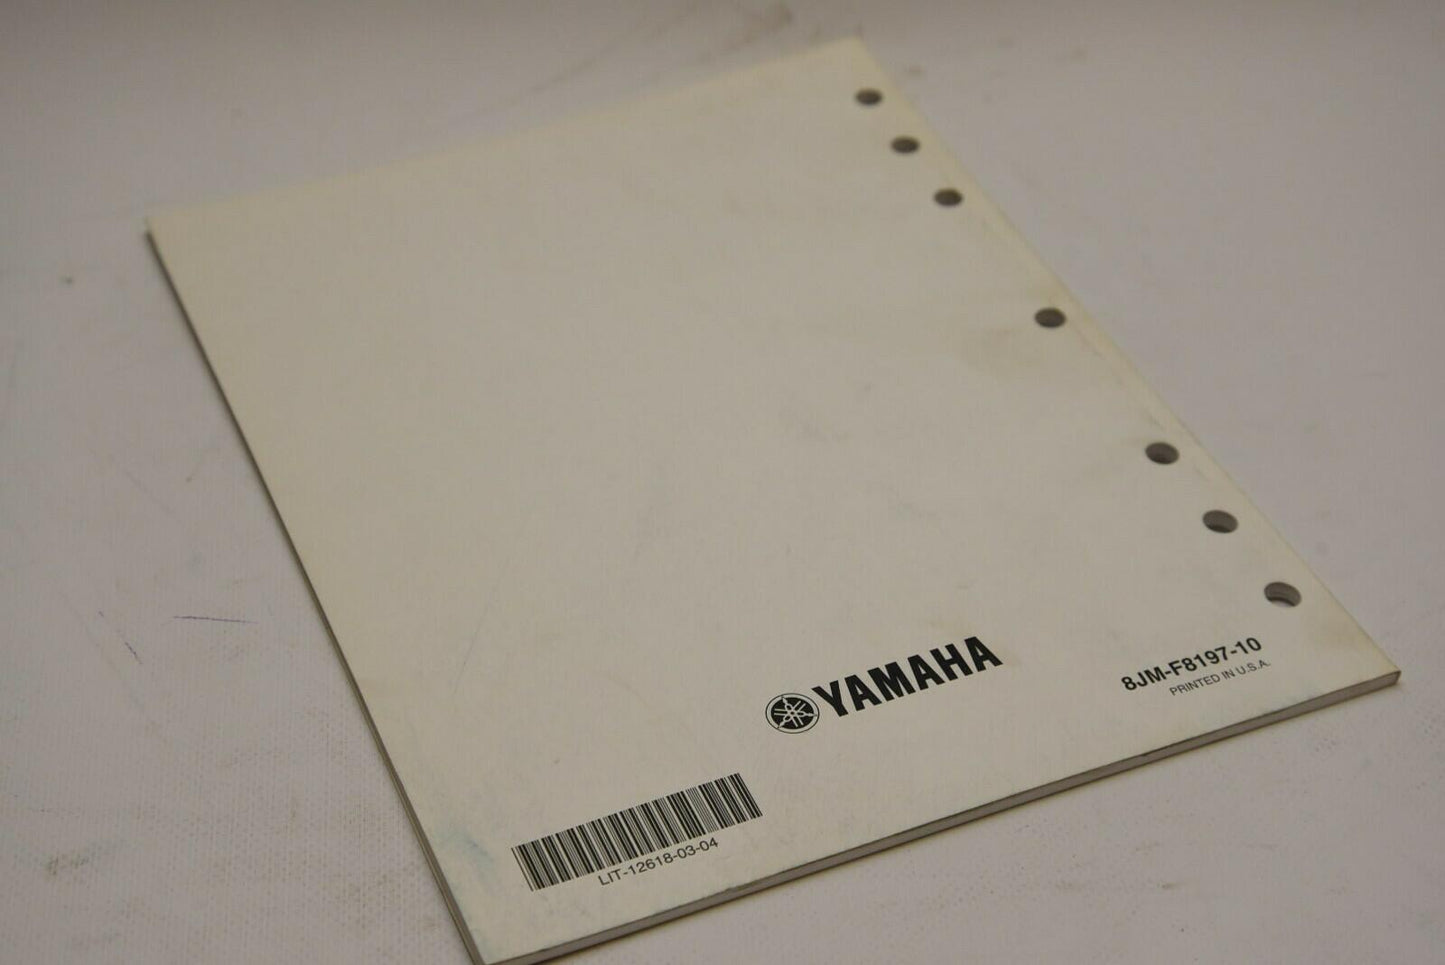 YAMAHA
8JM-F8197-10
PRINTED IN U.S.A.
LIT-12618-03-04